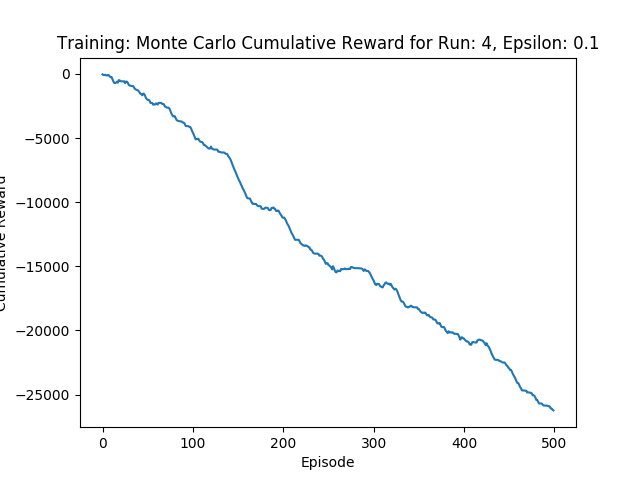 Training: Monte Carlo Cumulative Reward for Run: 4, Epsilon: 0.1
0
−5000
−10000
−15000
−20000
−25000
Cumulative Reward
0 100 200 300 400 500
Episode